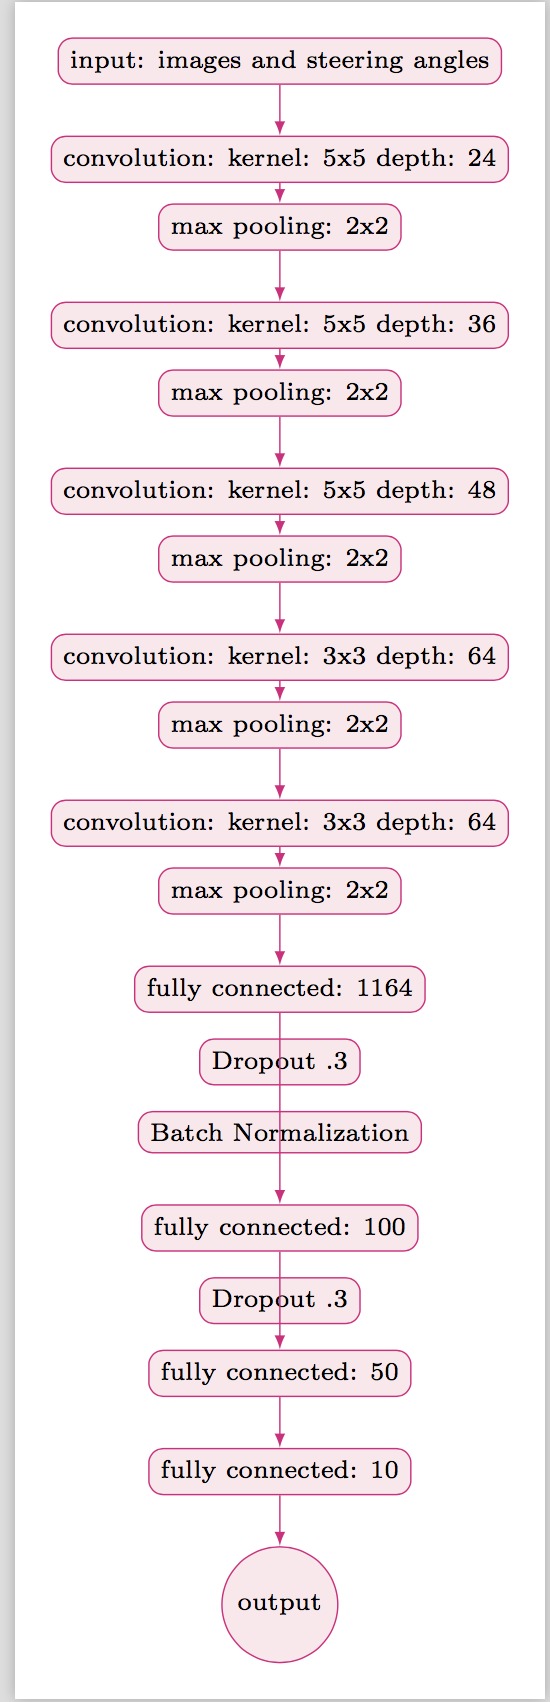 input: images and steering angles
convolution: kernel: 5x5 depth: 24
max pooling: 2x2
convolution: kernel: 5x5 depth: 36
max pooling: 2x2
convolution: kernel: 5x5 depth: 48
max pooling: 2x2
convolution: kernel: 3x3 depth: 64
max pooling: 2x2
convolution: kernel: 3x3 depth: 64
max pooling: 2x2
fully connected: 1164
Dropout .3
Batch Normalization
fully connected: 100
Dropout .3
fully connected: 50
fully connected: 10
output